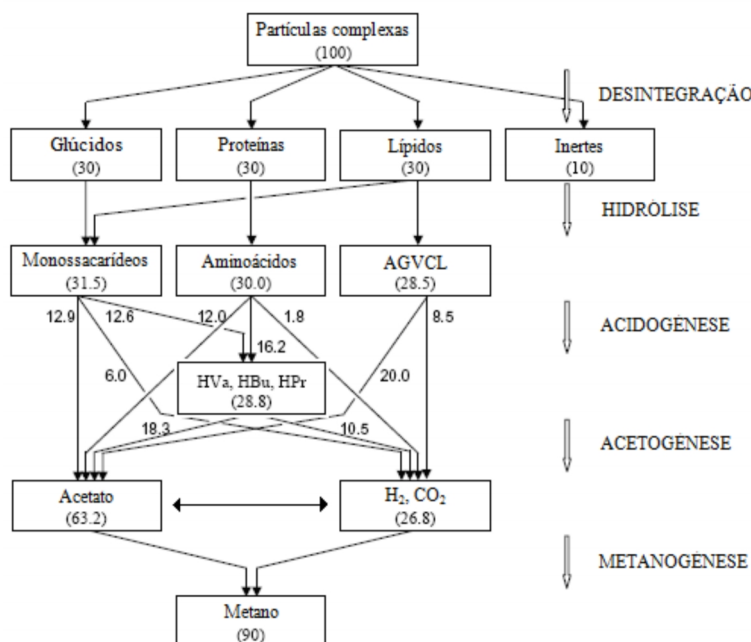 Partículas complexas
(100)
DESINTEGRAÇÃO
Glúcidos
(30)
Proteínas
(30)
Lípidos
(30)
Inertes
(10)
HIDRÓLISE
Monossacarídeos
(31.5)
Aminoácidos
(30.0)
AGVCL
(28.5)
12.9
12.6
12.0
1.8
8.5
ACIDOGÉNESE
16.2
6.0
HVa, HBu, HPr
(28.8)
20.0
18.3
10.5
ACETOGÉNESE
Acetato
(63.2)
H₂, CO₂
(26.8)
METANOGÉNESE
Metano
(90)